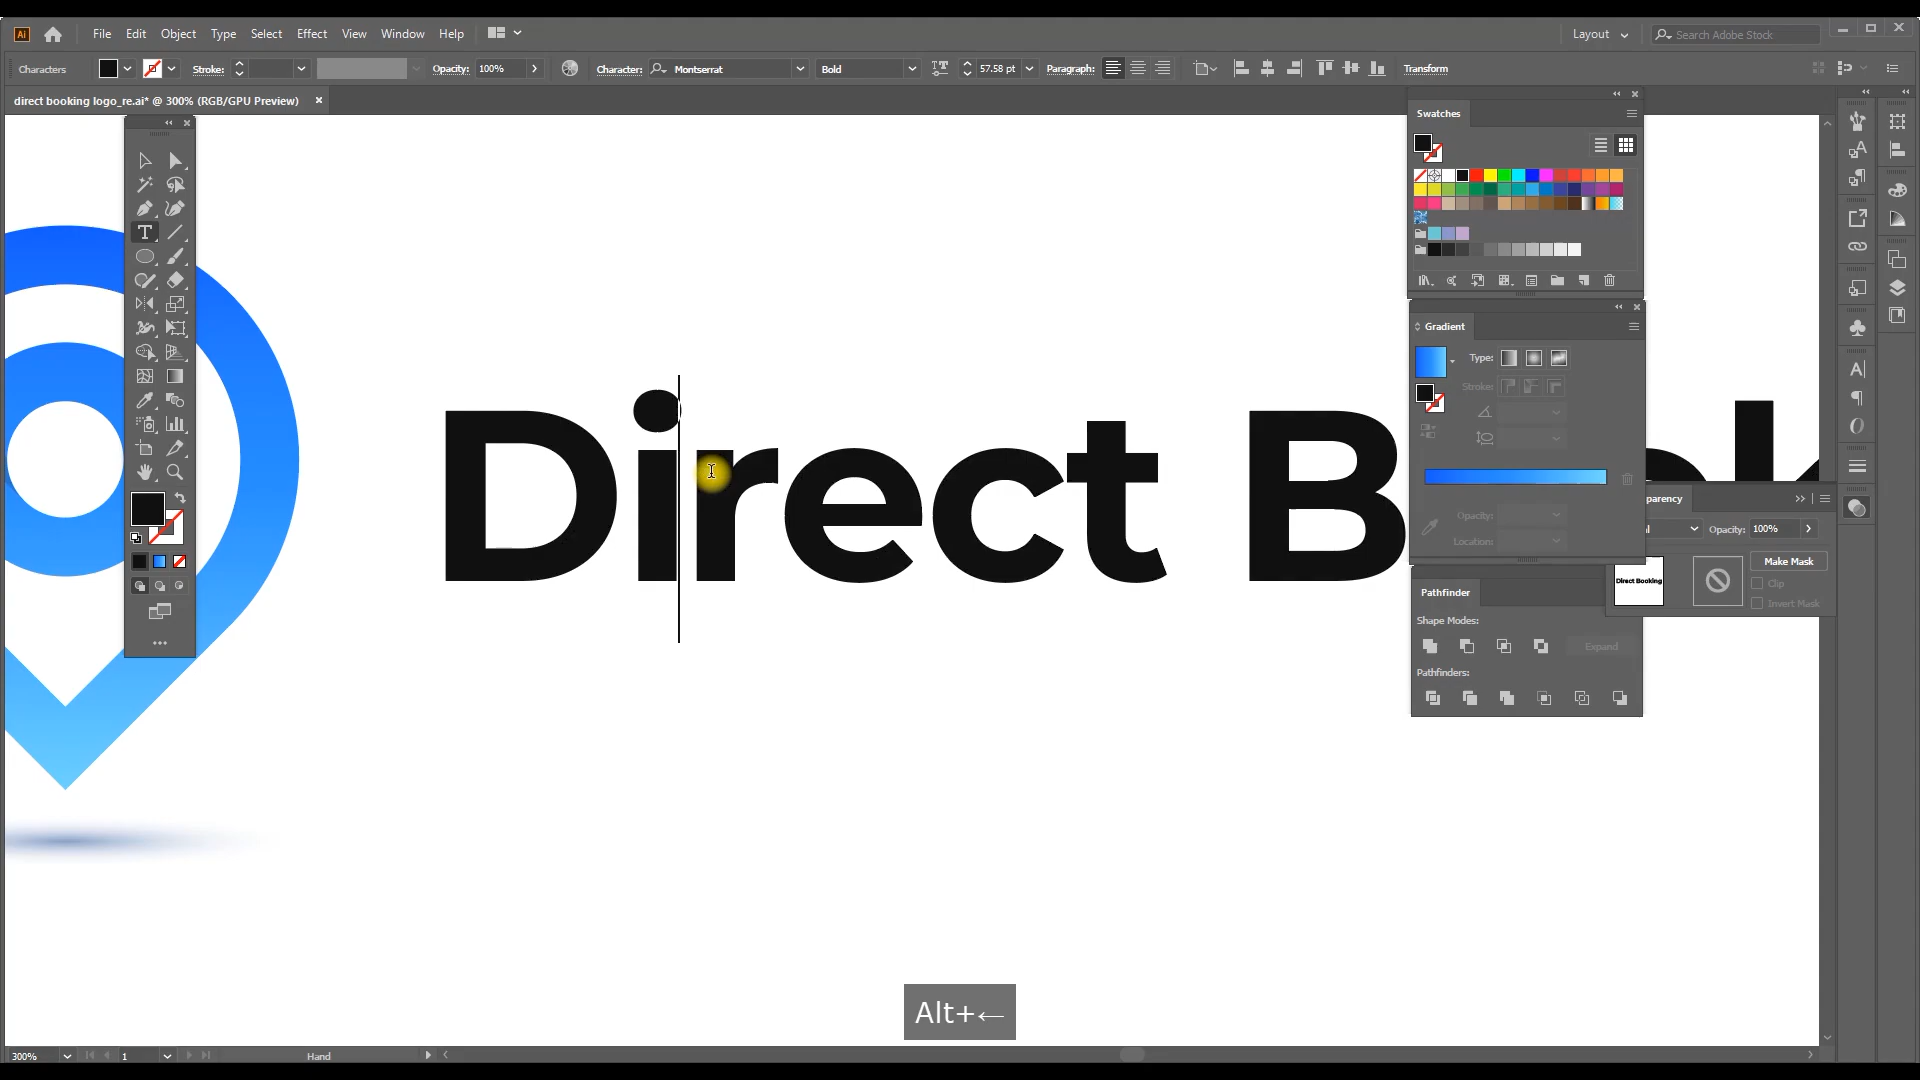 Ai File Edit Object Type Select Effect View Window Help Layout Search Adobe Stock
Characters Stroke: Opacity: 100% Character: Montserrat Bold 57.58 pt Paragraph: Transform
direct booking logo_re.ai* @ 300% (RGB/GPU Preview)
Swatches
Gradient
Type:
Stroke:
Opacity:
Location:
Direct B
parency
Opacity: 100%
Make Mask
Clip
Invert Mask
Direct Booking
Pathfinder
Shape Modes:
Expand
Pathfinders:
Alt+←
300% 1 Hand